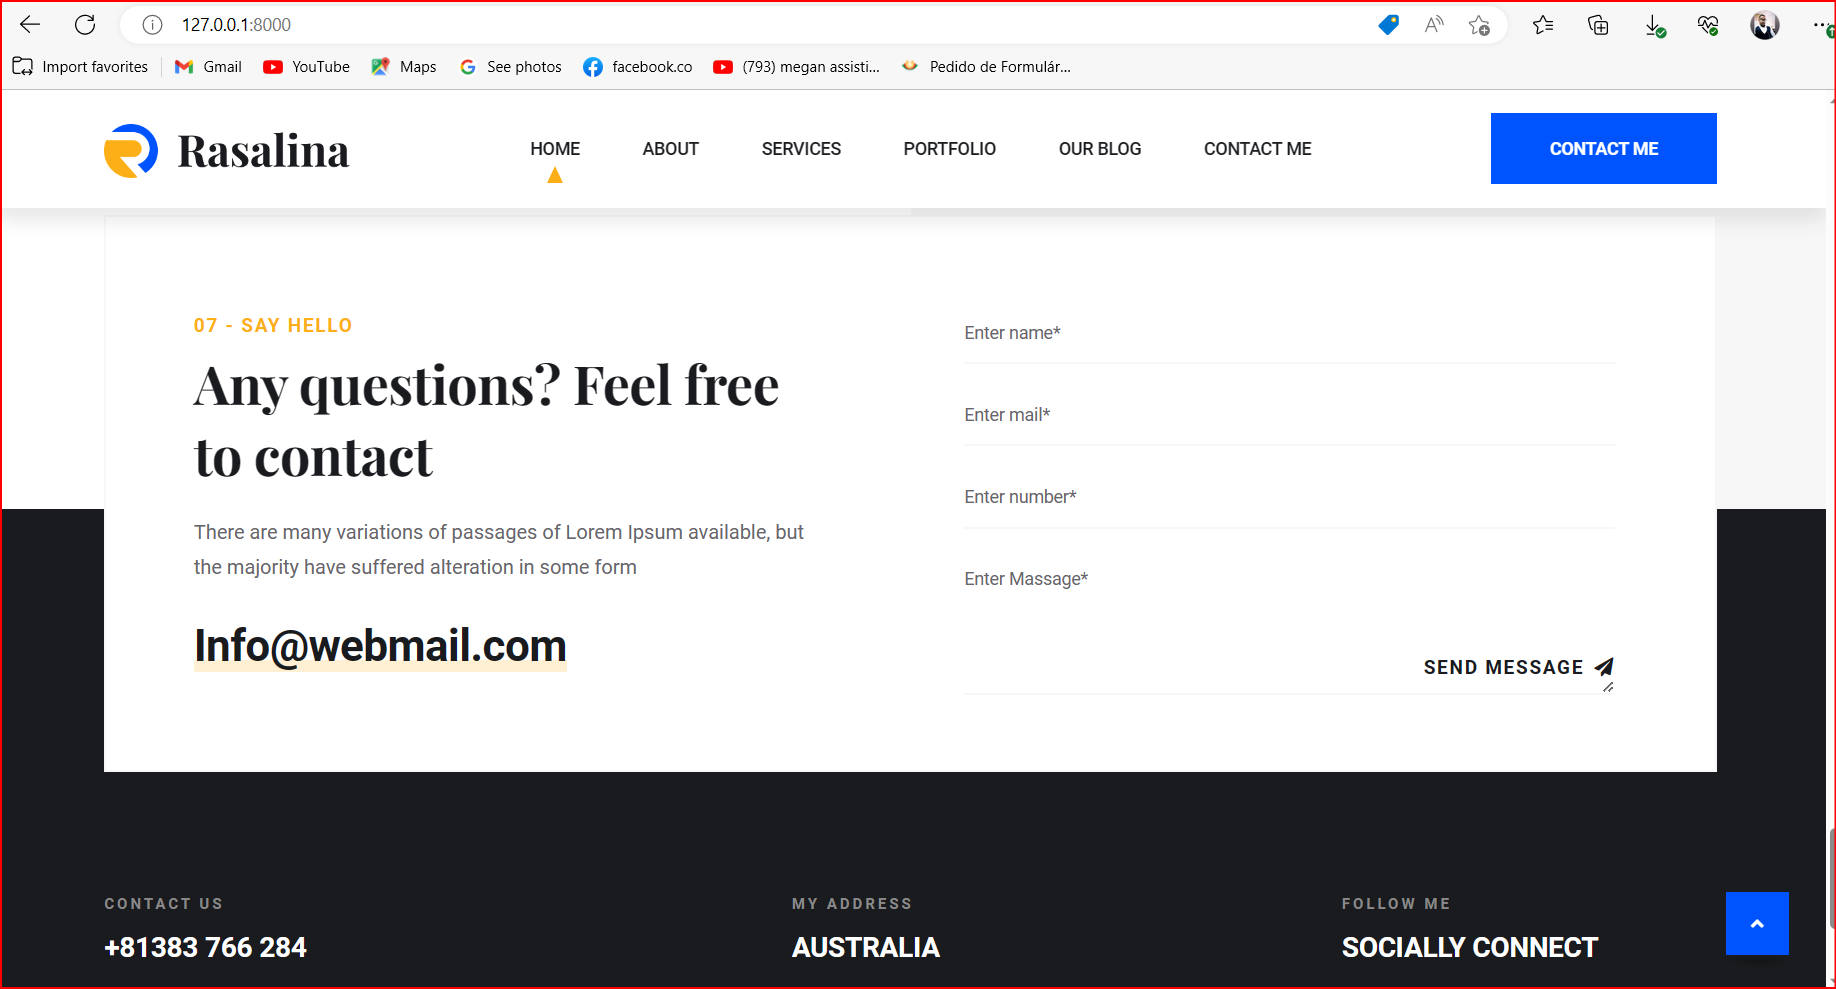 127.0.0.1:8000
Import favorites
Gmail
YouTube
Maps
See photos
facebook.co
(793) megan assisti...
Pedido de Formulár...
Rasalina
HOME
ABOUT
SERVICES
PORTFOLIO
OUR BLOG
CONTACT ME
CONTACT ME
07 - SAY HELLO
Any questions? Feel free
to contact
There are many variations of passages of Lorem Ipsum available, but
the majority have suffered alteration in some form
Info@webmail.com
Enter name*
Enter mail*
Enter number*
Enter Massage*
SEND MESSAGE
CONTACT US
+81383 766 284
MY ADDRESS
AUSTRALIA
FOLLOW ME
SOCIALLY CONNECT